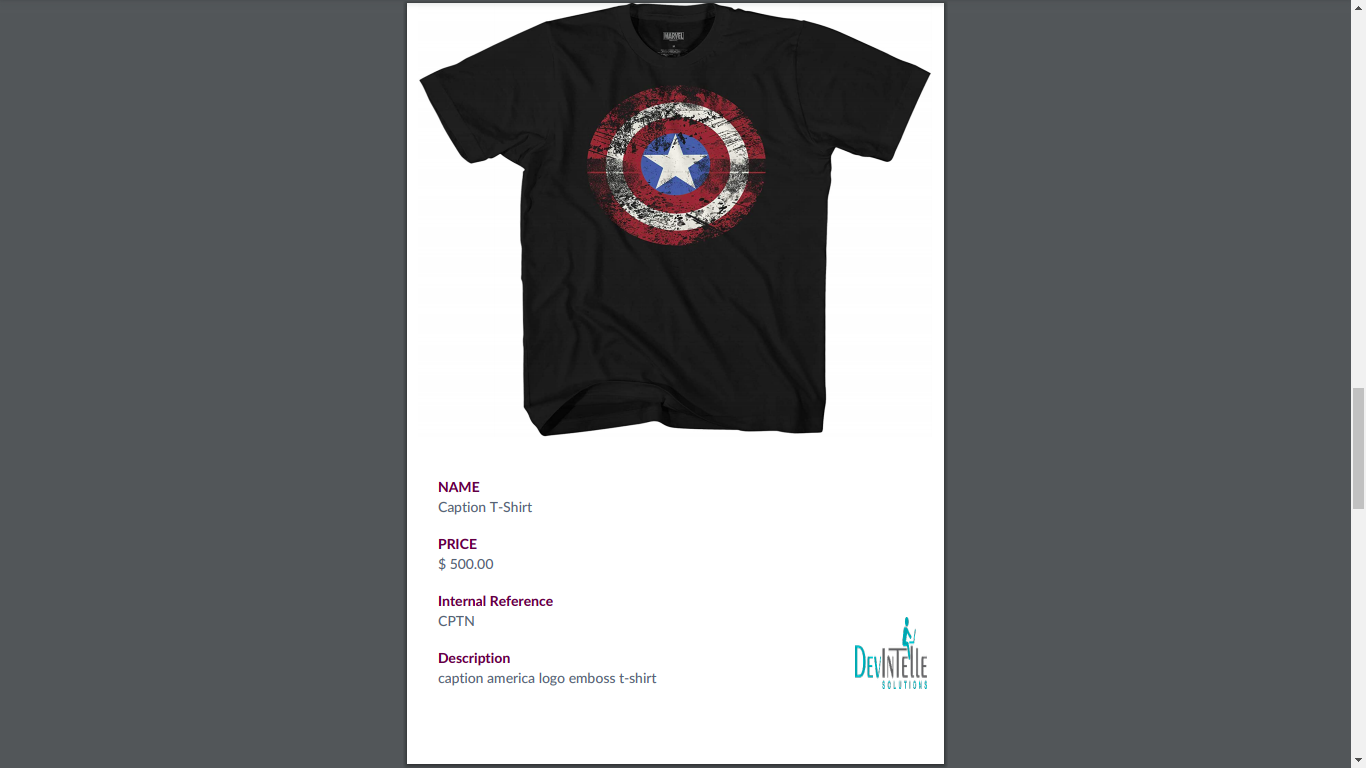 MARVEL
NAME
Caption T-Shirt
PRICE
$ 500.00
Internal Reference
CPTN
Description
caption america logo emboss t-shirt
DEVINTELLE
SOLUTIONS